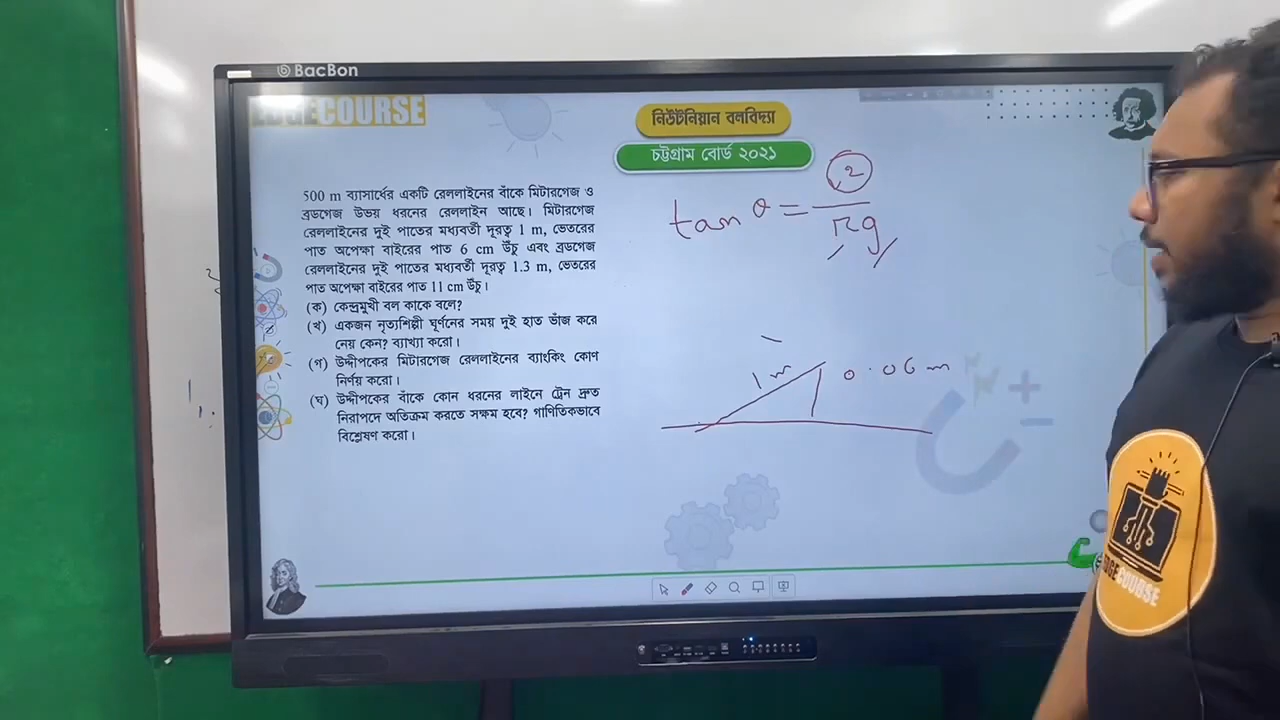 BacBon
EDGECOURSE
নিউটনিয়ান বলবিদ্যা
চট্টগ্রাম বোর্ড ২০২১
500 m ব্যাসার্ধের একটি রেললাইনের বাঁকে মিটারগেজ ও
ব্রডগেজ উভয় ধরনের রেললাইন আছে। মিটারগেজ
রেললাইনের দুই পাতের মধ্যবর্তী দূরত্ব 1 m, ভেতরের
পাত অপেক্ষা বাইরের পাত 6 cm উঁচু এবং ব্রডগেজ
রেললাইনের দুই পাতের মধ্যবর্তী দূরত্ব 1.3 m, ভেতরের
পাত অপেক্ষা বাইরের পাত 11 cm উঁচু।
(ক) কেন্দ্রমুখী বল কাকে বলে?
(খ) একজন নৃত্যশিল্পী ঘূর্ণনের সময় দুই হাত ভাঁজ করে
নেয় কেন? ব্যাখ্যা করো।
(গ) উদ্দীপকের মিটারগেজ রেললাইনের ব্যাংকিং কোণ
নির্ণয় করো।
(ঘ) উদ্দীপকের বাঁকে কোন ধরনের লাইনে ট্রেন দ্রুত
নিরাপদে অতিক্রম করতে সক্ষম হবে? গাণিতিকভাবে
বিশ্লেষণ করো।
tan θ = 2 / rg
1 m
0.06 m
EDGECOURSE